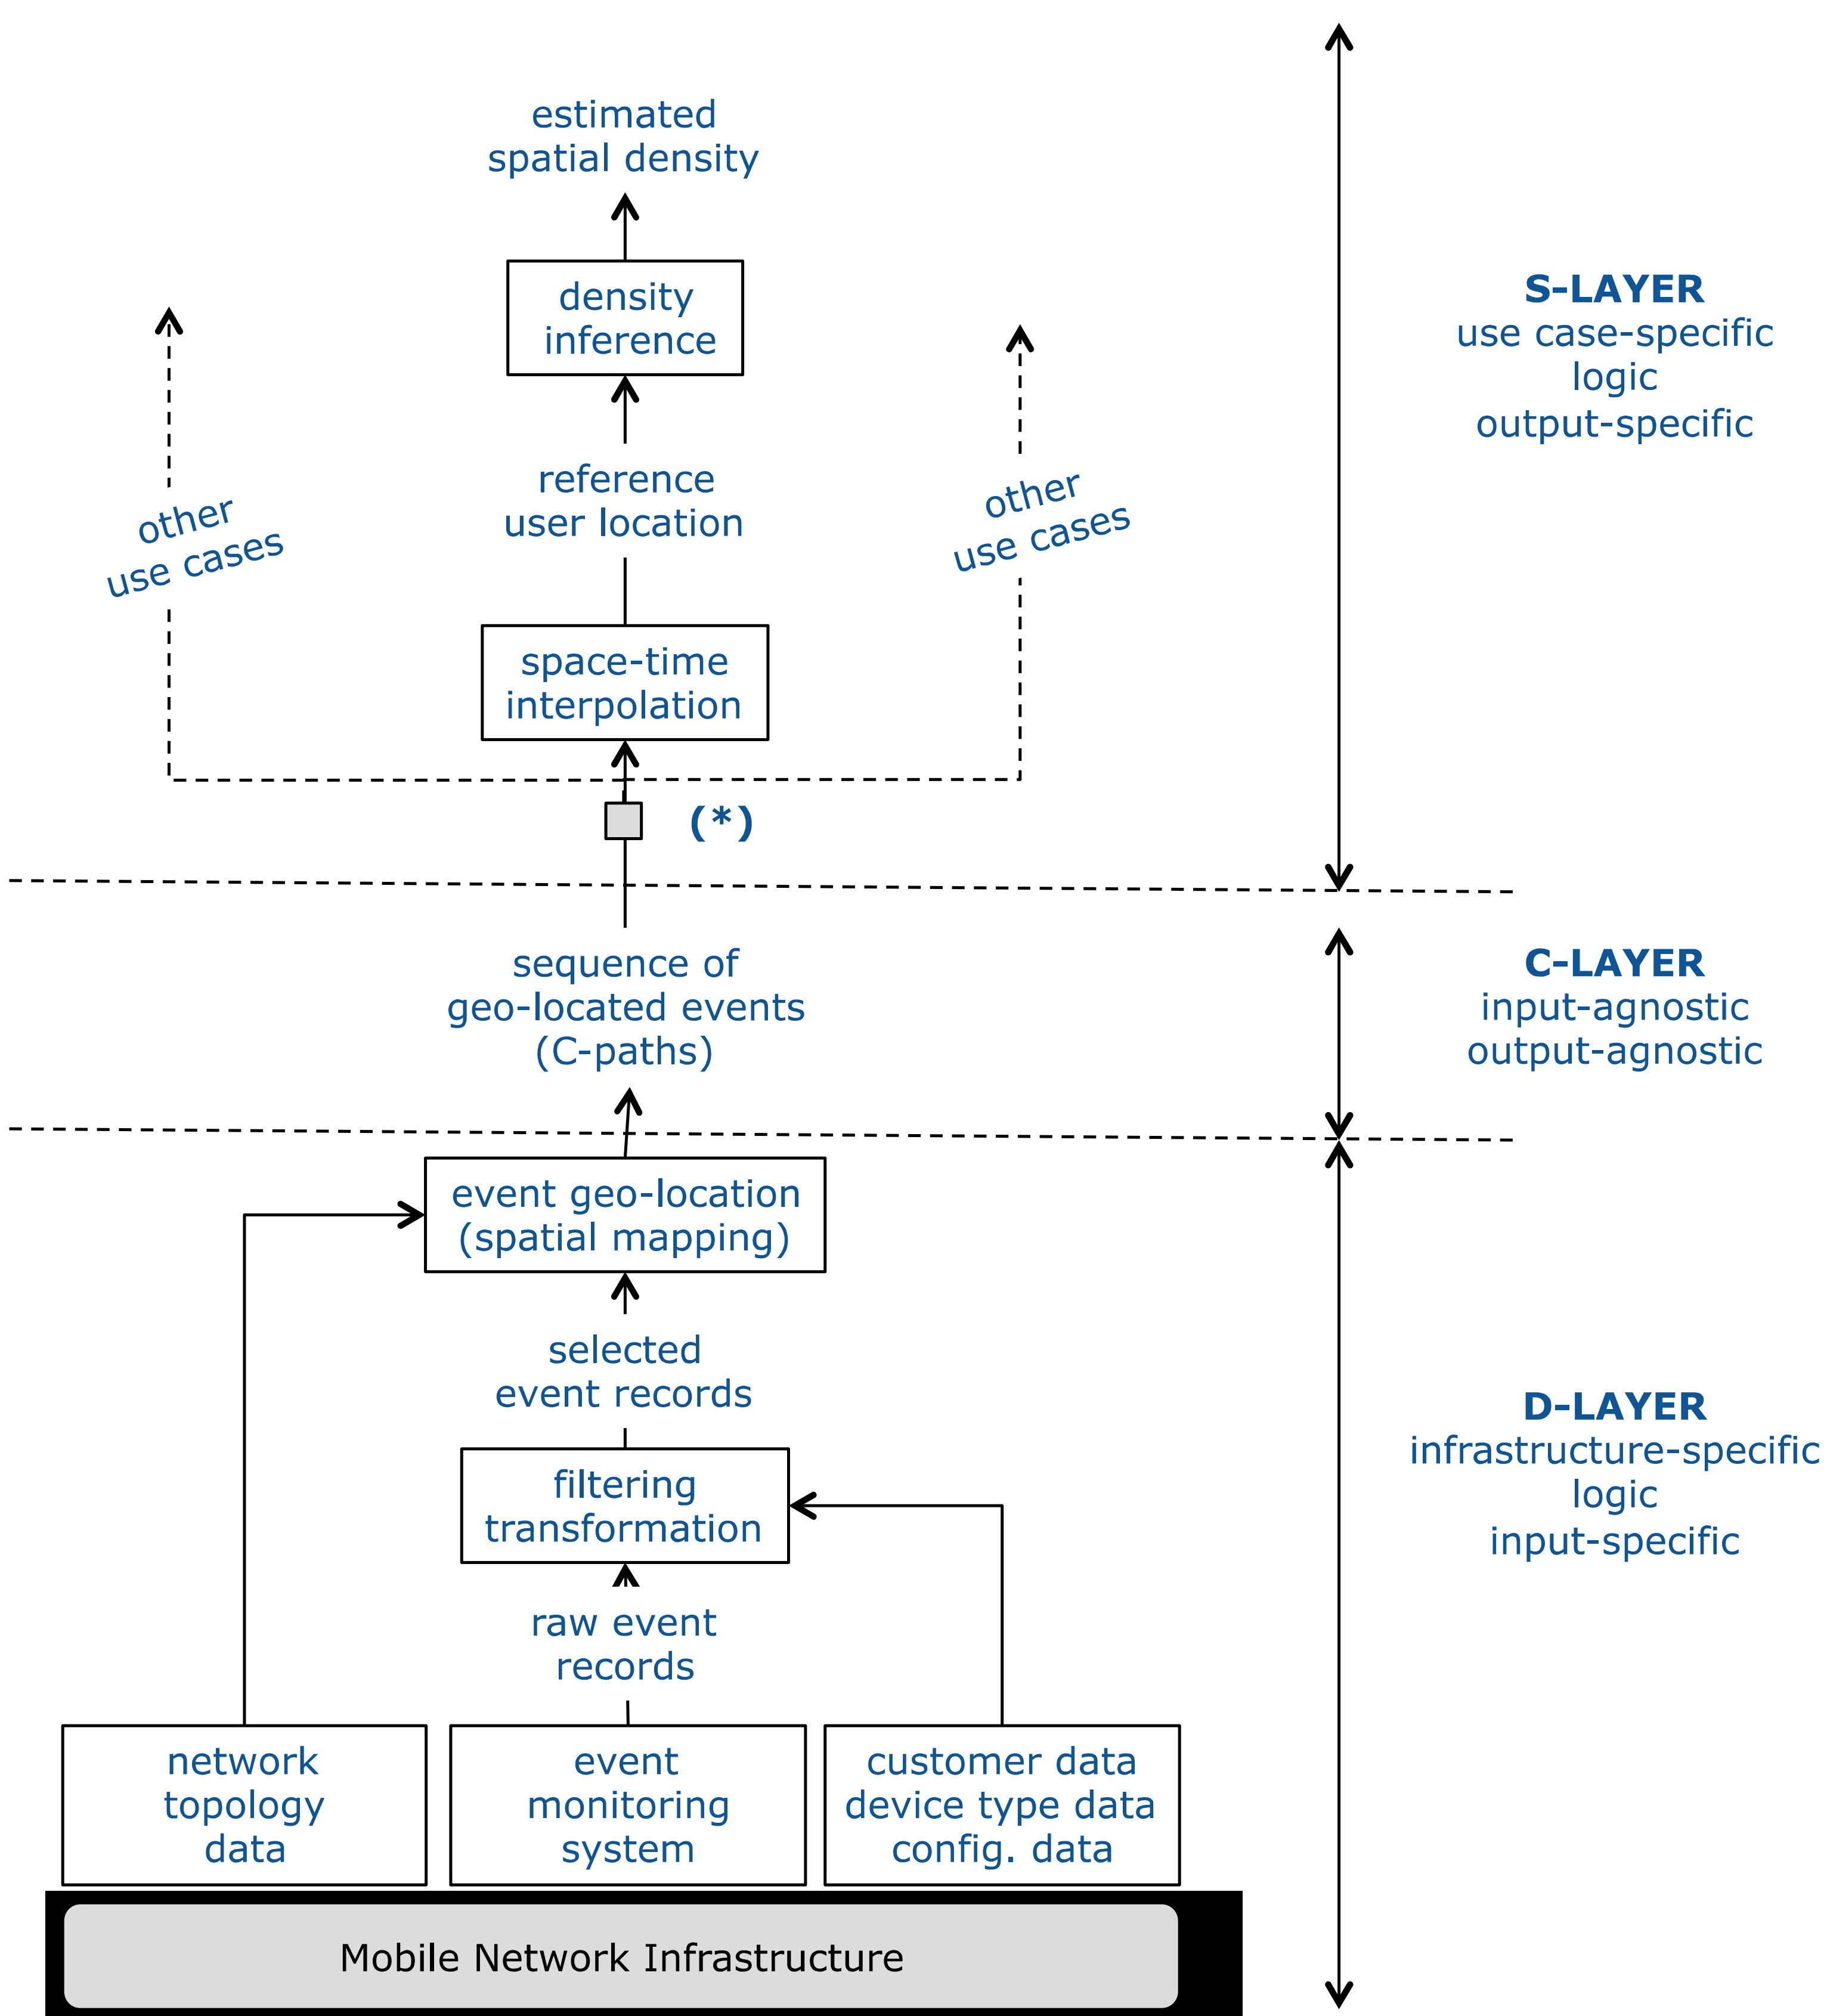 estimated
spatial density
density
inference
S-LAYER
use case-specific
logic
output-specific
reference
user location
other
use cases
other
use cases
space-time
interpolation
(*)
sequence of
geo-located events
(C-paths)
C-LAYER
input-agnostic
output-agnostic
event geo-location
(spatial mapping)
selected
event records
D-LAYER
infrastructure-specific
logic
input-specific
filtering
transformation
raw event
records
network
topology
data
event
monitoring
system
customer data
device type data
config. data
Mobile Network Infrastructure